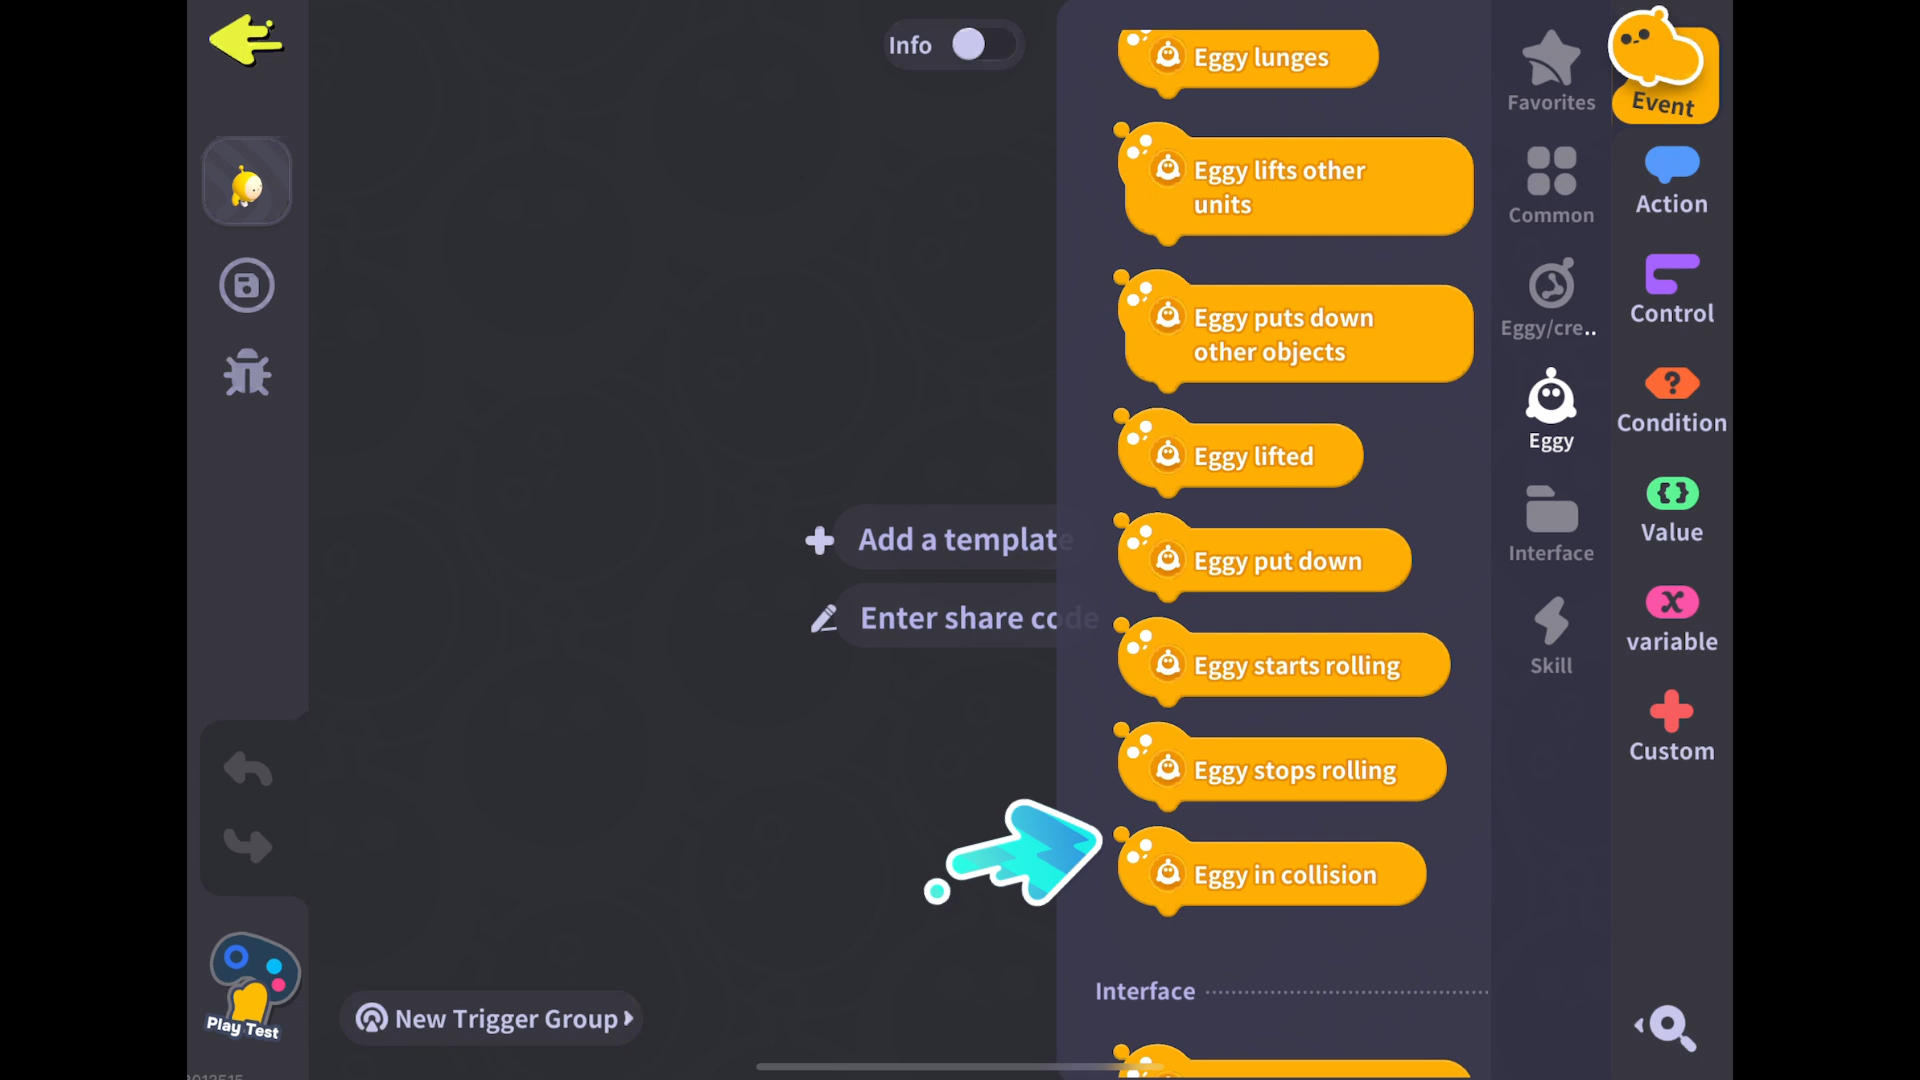 Info
Eggy lunges
Eggy lifts other
units
Eggy puts down
other objects
Eggy lifted
Eggy put down
Eggy starts rolling
Eggy stops rolling
Eggy in collision
Interface
Add a template
Enter share code
Favorites
Common
Eggy/cre..
Eggy
Interface
Skill
Event
Action
Control
Condition
Value
variable
Custom
Play Test
New Trigger Group